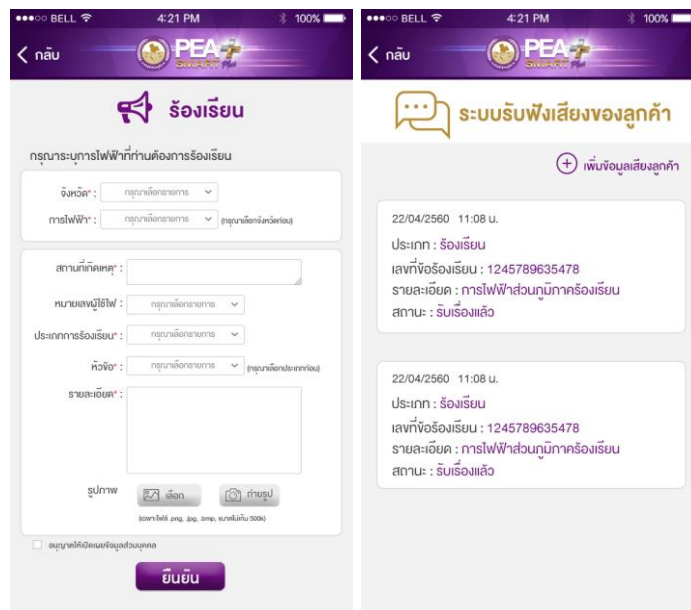 BELL 4:21 PM 100%
กลับ PEA SMART Plus
ร้องเรียน
กรุณาระบุการไฟฟ้าที่ท่านต้องการร้องเรียน
จังหวัด* : กรุณาเลือกรายการ
การไฟฟ้า* : กรุณาเลือกรายการ (กรุณาเลือกจังหวัดก่อน)
สถานที่เกิดเหตุ* :
หมายเลขผู้ใช้ไฟ : กรุณาเลือกรายการ
ประเภทการร้องเรียน* : กรุณาเลือกรายการ
หัวข้อ* : กรุณาเลือกรายการ (กรุณาเลือกประเภทก่อน)
รายละเอียด* :
รูปภาพ เลือก ถ่ายรูป
(เฉพาะไฟล์ .png, .jpg, .bmp, ขนาดไม่เกิน 500k)
อนุญาตให้เปิดเผยข้อมูลส่วนบุคคล
ยืนยัน
BELL 4:21 PM 100%
กลับ PEA SMART Plus
ระบบรับฟังเสียงของลูกค้า
เพิ่มข้อมูลเสียงลูกค้า
22/04/2560 11:08 น.
ประเภท : ร้องเรียน
เลขที่ข้อร้องเรียน : 1245789635478
รายละเอียด : การไฟฟ้าส่วนภูมิภาคร้องเรียน
สถานะ : รับเรื่องแล้ว
22/04/2560 11:08 น.
ประเภท : ร้องเรียน
เลขที่ข้อร้องเรียน : 1245789635478
รายละเอียด : การไฟฟ้าส่วนภูมิภาคร้องเรียน
สถานะ : รับเรื่องแล้ว